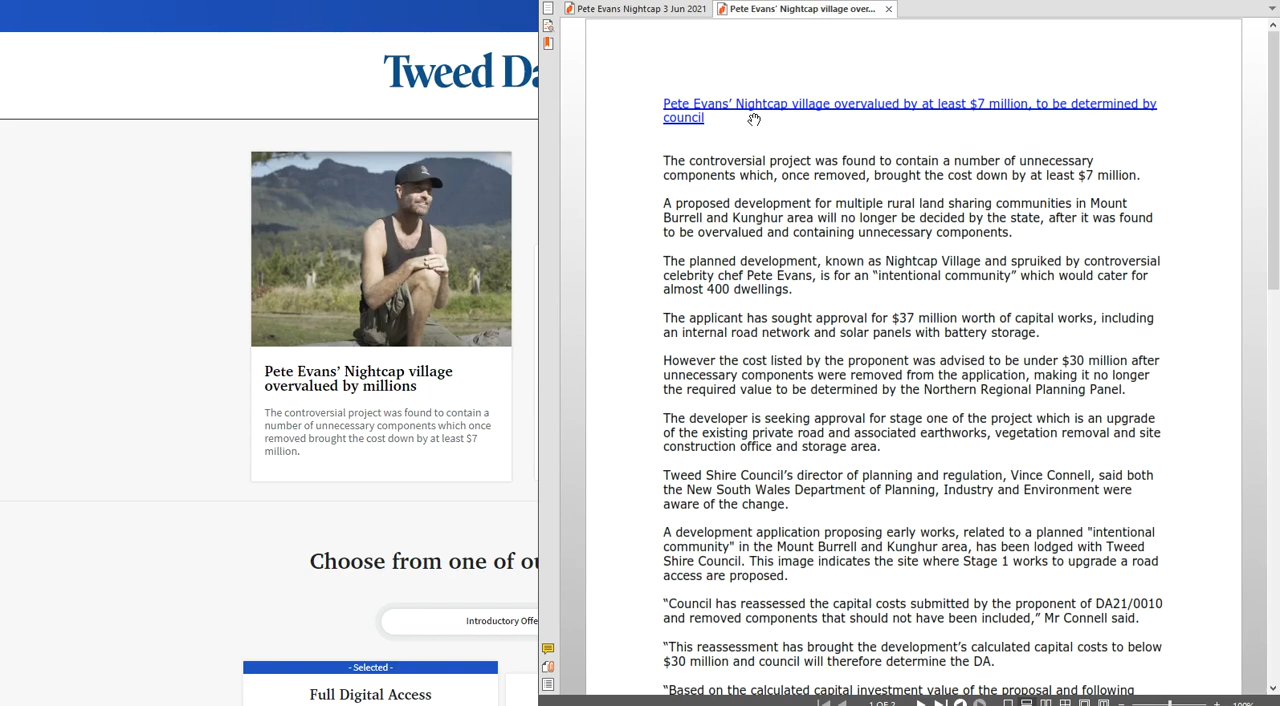 Tweed Da
Pete Evans’ Nightcap village
overvalued by millions
The controversial project was found to contain a
number of unnecessary components which once
removed brought the cost down by at least $7
million.
Choose from one of ou
Introductory Offe
- Selected -
Full Digital Access
Pete Evans Nightcap 3 Jun 2021
Pete Evans’ Nightcap village over...
Pete Evans’ Nightcap village overvalued by at least $7 million, to be determined by
council
The controversial project was found to contain a number of unnecessary
components which, once removed, brought the cost down by at least $7 million.
A proposed development for multiple rural land sharing communities in Mount
Burrell and Kunghur area will no longer be decided by the state, after it was found
to be overvalued and containing unnecessary components.
The planned development, known as Nightcap Village and spruiked by controversial
celebrity chef Pete Evans, is for an “intentional community” which would cater for
almost 400 dwellings.
The applicant has sought approval for $37 million worth of capital works, including
an internal road network and solar panels with battery storage.
However the cost listed by the proponent was advised to be under $30 million after
unnecessary components were removed from the application, making it no longer
the required value to be determined by the Northern Regional Planning Panel.
The developer is seeking approval for stage one of the project which is an upgrade
of the existing private road and associated earthworks, vegetation removal and site
construction office and storage area.
Tweed Shire Council’s director of planning and regulation, Vince Connell, said both
the New South Wales Department of Planning, Industry and Environment were
aware of the change.
A development application proposing early works, related to a planned "intentional
community" in the Mount Burrell and Kunghur area, has been lodged with Tweed
Shire Council. This image indicates the site where Stage 1 works to upgrade a road
access are proposed.
“Council has reassessed the capital costs submitted by the proponent of DA21/0010
and removed components that should not have been included,” Mr Connell said.
“This reassessment has brought the development’s calculated capital costs to below
$30 million and council will therefore determine the DA.
“Based on the calculated capital investment value of the proposal and following